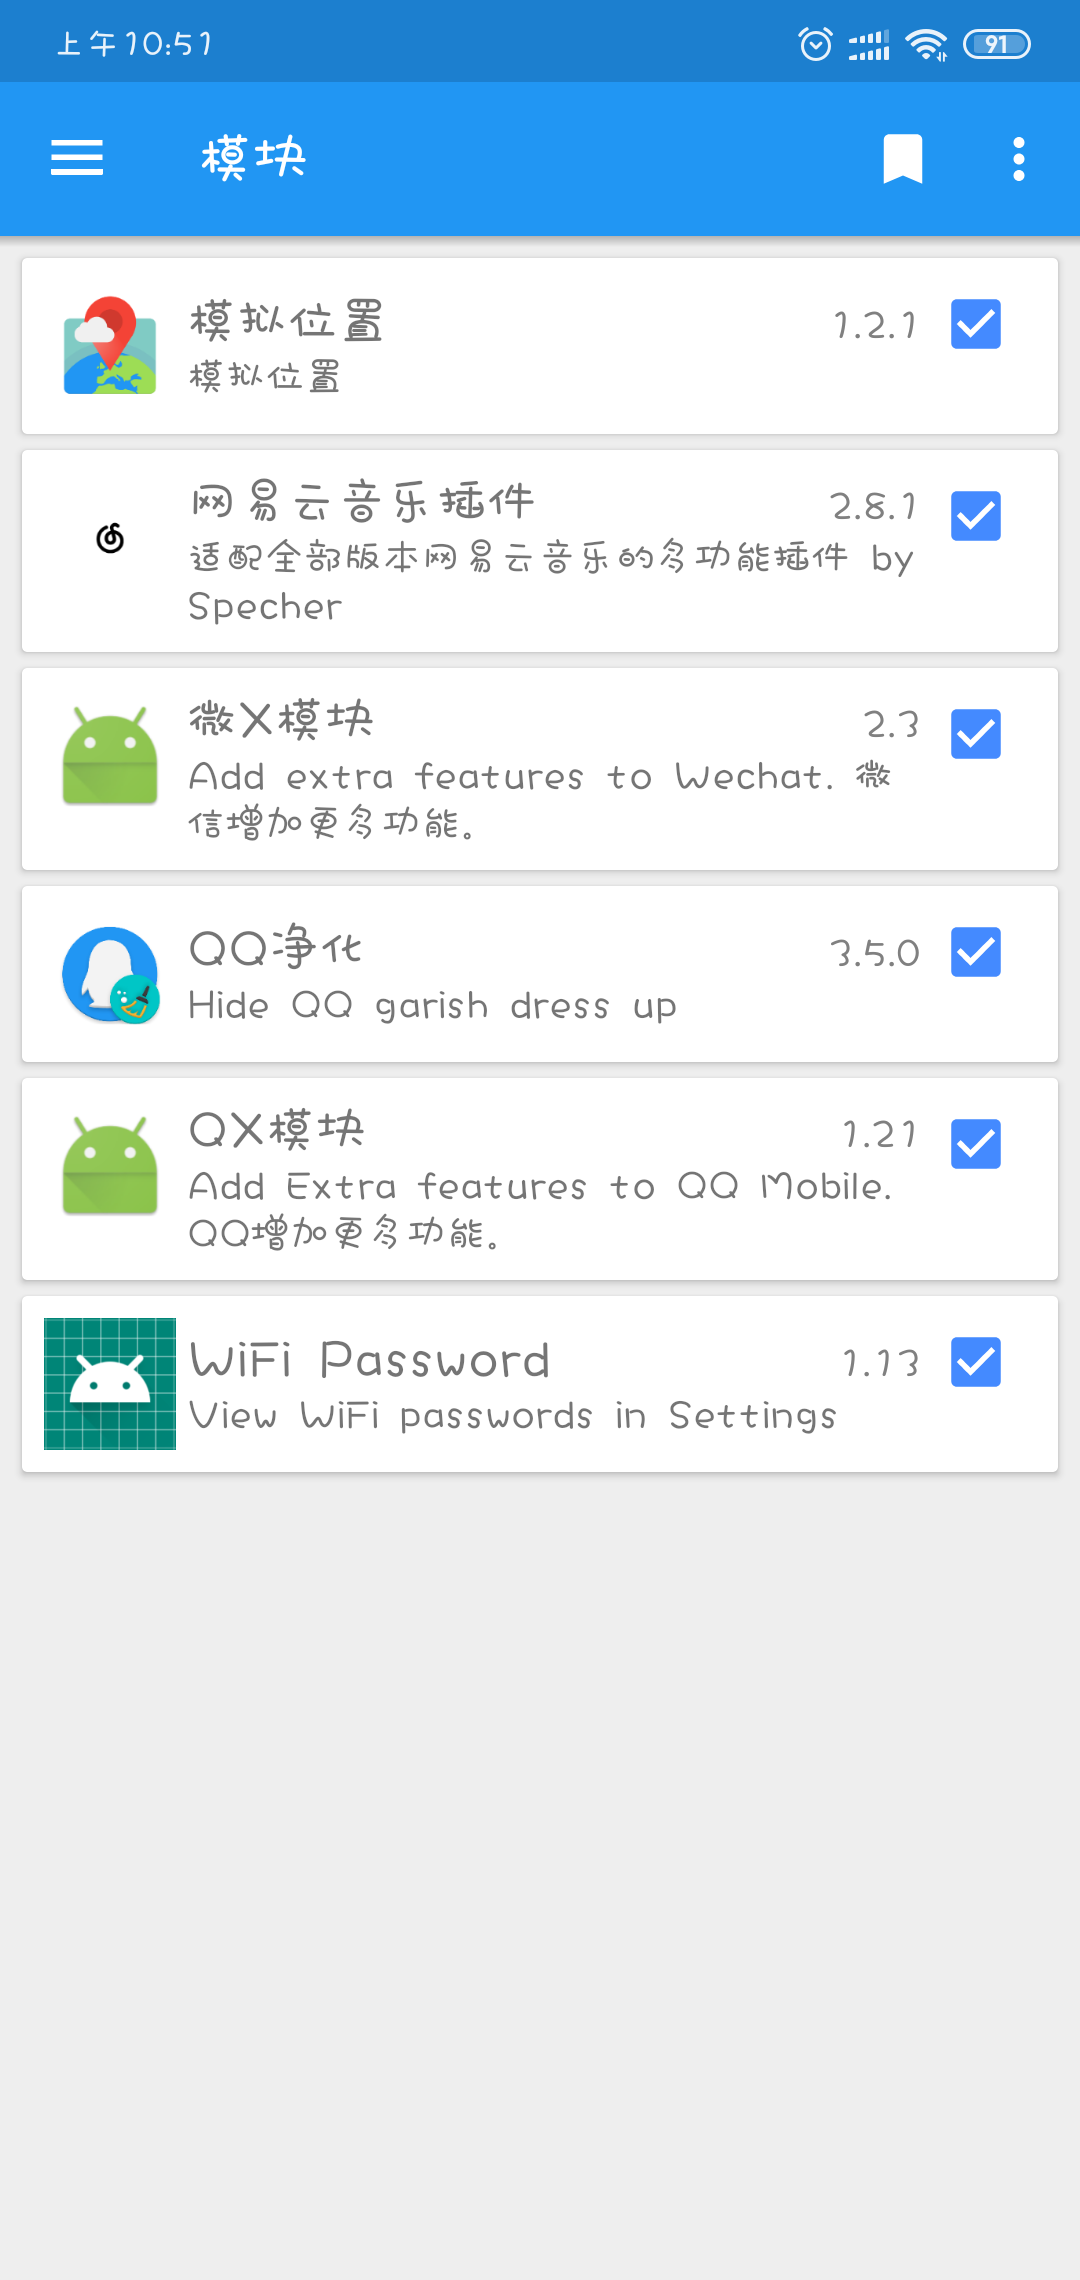 上午10:51
91
模块
模拟位置
1.2.1
模拟位置
网易云音乐插件
2.8.1
适配全部版本网易云音乐的多功能插件 by
Specher
微X模块
2.3
Add extra features to Wechat. 微
信增加更多功能。
QQ净化
3.5.0
Hide QQ garish dress up
QX模块
1.21
Add Extra features to QQ Mobile.
QQ增加更多功能。
WiFi Password
1.13
View WiFi passwords in Settings